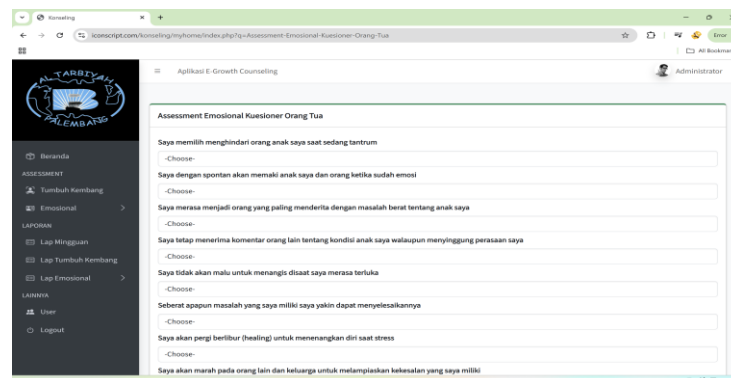 Konseling
iconscript.com/konseling/myhome/index.php?q=Assessment-Emosional-Kuesioner-Orang-Tua
Error
All Bookmar
AL TARBIYAH
PALEMBANG
Aplikasi E-Growth Counseling
Administrator
Beranda
ASSESSMENT
Tumbuh Kembang
Emosional
LAPORAN
Lap Mingguan
Lap Tumbuh Kembang
Lap Emosional
LAINNYA
User
Logout
Assessment Emosional Kuesioner Orang Tua
Saya memilih menghindari orang anak saya saat sedang tantrum
-Choose-
Saya dengan spontan akan memaki anak saya dan orang ketika sudah emosi
-Choose-
Saya merasa menjadi orang yang paling menderita dengan masalah berat tentang anak saya
-Choose-
Saya tetap menerima komentar orang lain tentang kondisi anak saya walaupun menyinggung perasaan saya
-Choose-
Saya tidak akan malu untuk menangis disaat saya merasa terluka
-Choose-
Seberat apapun masalah yang saya miliki saya yakin dapat menyelesaikannya
-Choose-
Saya akan pergi berlibur (healing) untuk menenangkan diri saat stress
-Choose-
Saya akan marah pada orang lain dan keluarga untuk melampiaskan kekesalan yang saya miliki